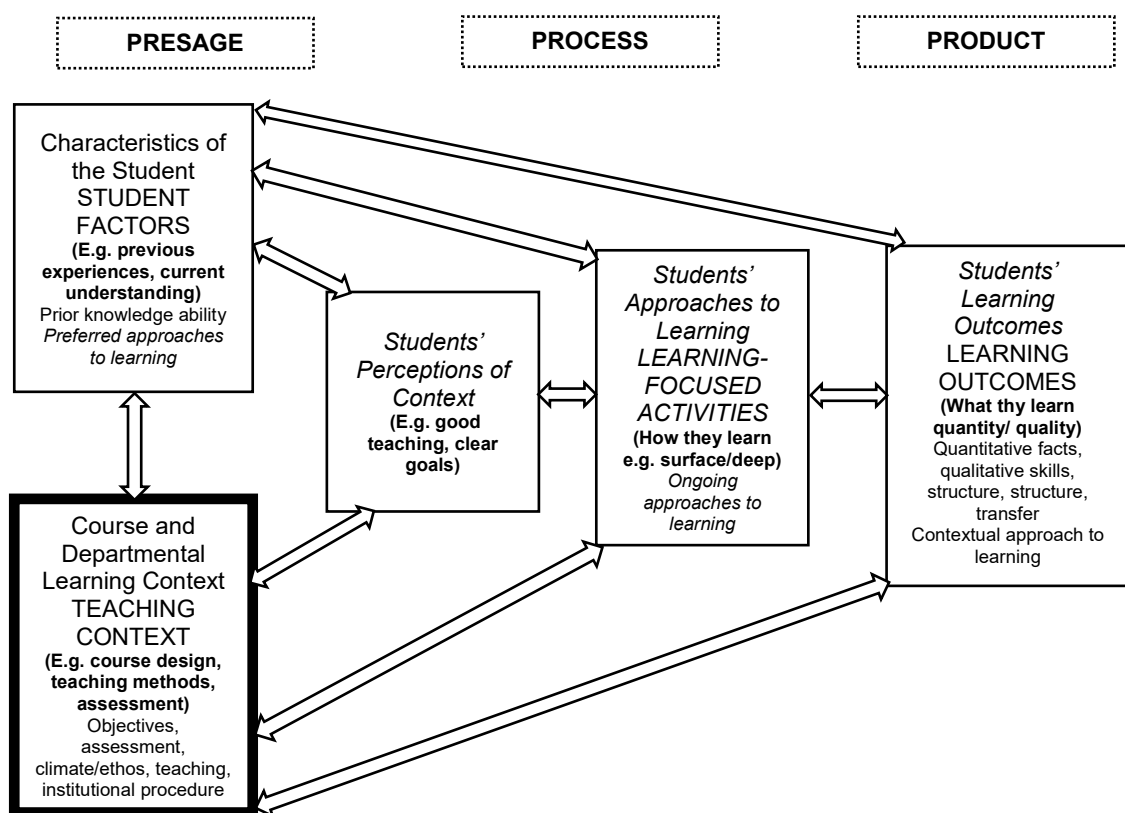 PRESAGE
PROCESS
PRODUCT
Characteristics of
the Student
STUDENT
FACTORS
(E.g. previous
experiences, current
understanding)
Prior knowledge ability
Preferred approaches
to learning
Course and
Departmental
Learning Context
TEACHING
CONTEXT
(E.g. course design,
teaching methods,
assessment)
Objectives,
assessment,
climate/ethos, teaching,
institutional procedure
Students’
Perceptions of
Context
(E.g. good
teaching, clear
goals)
Students’
Approaches to
Learning
LEARNING-
FOCUSED
ACTIVITIES
(How they learn
e.g. surface/deep)
Ongoing
approaches to
learning
Students’
Learning
Outcomes
LEARNING
OUTCOMES
(What thy learn
quantity/ quality)
Quantitative facts,
qualitative skills,
structure, structure,
transfer
Contextual approach to
learning